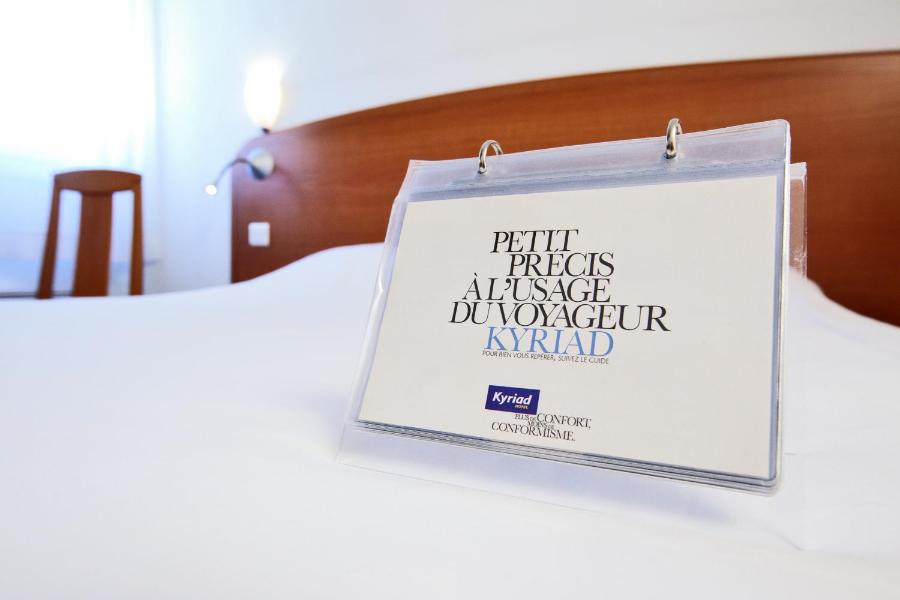 PETIT
PRÉCIS
À L'USAGE
DU VOYAGEUR
KYRIAD
POUR BIEN VOUS REPÉRER, SUIVEZ LE GUIDE
Kyriad
HOTEL
PLUS DE CONFORT,
MOINS DE
CONFORMISME.